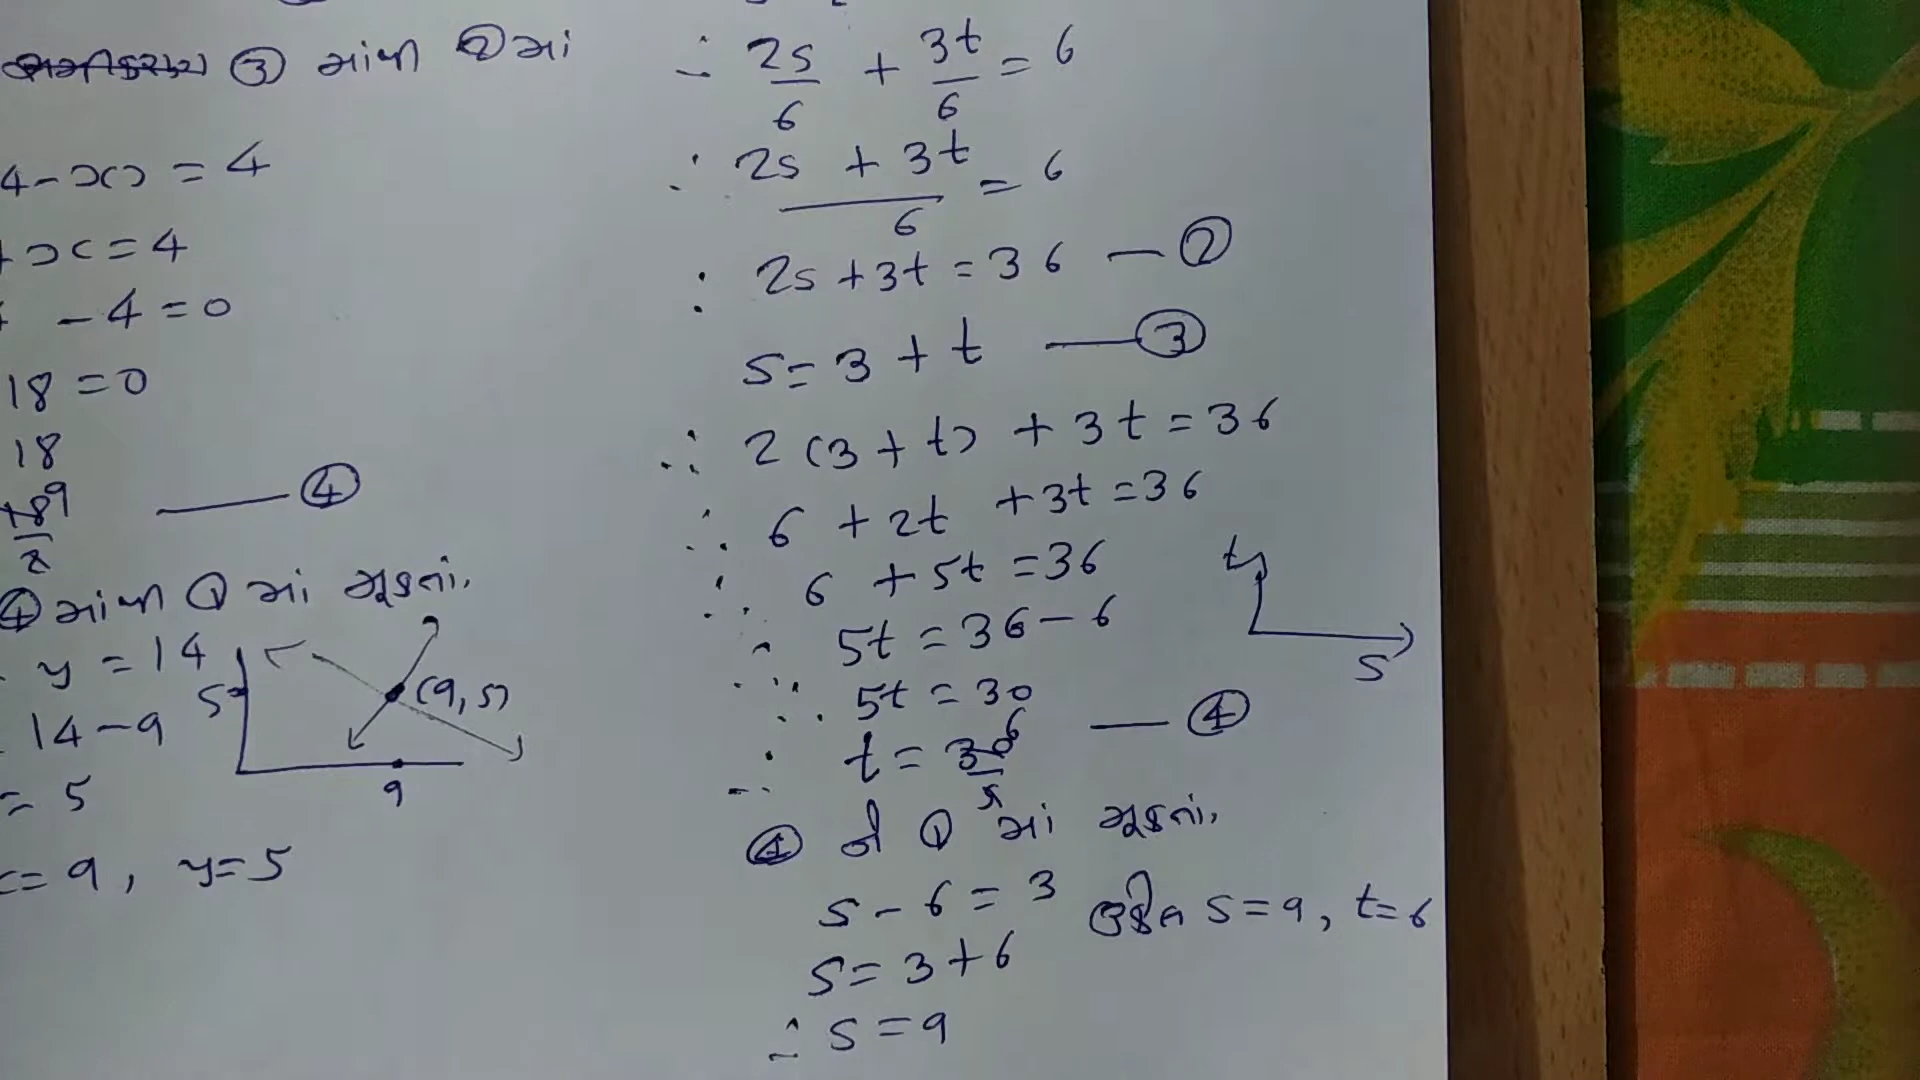 ③ માંથી ② માં
4-x) = 4
+x=4
-4=0
18=0
18
18 9
2
— ④
④ માંથી ① માં મૂકતાં,
y = 14
14-9
= 5
x= 9, y=5
5
(9,5)
9
∴ 2s/6 + 3t/6 = 6
∴ 2s + 3t/6 = 6
∴ 2s+3t=36 — ②
s=3+t — ③
∴ 2(3+t)+3t=36
∴ 6+2t+3t=36
∴ 6+5t=36
∴ 5t=36-6
∴ 5t=30
∴ t=30/5 6 — ④
④ ને ① માં મૂકતાં,
s-6=3
s=3+6
∴ s=9
ઉકેલ s=9, t=6
t
s